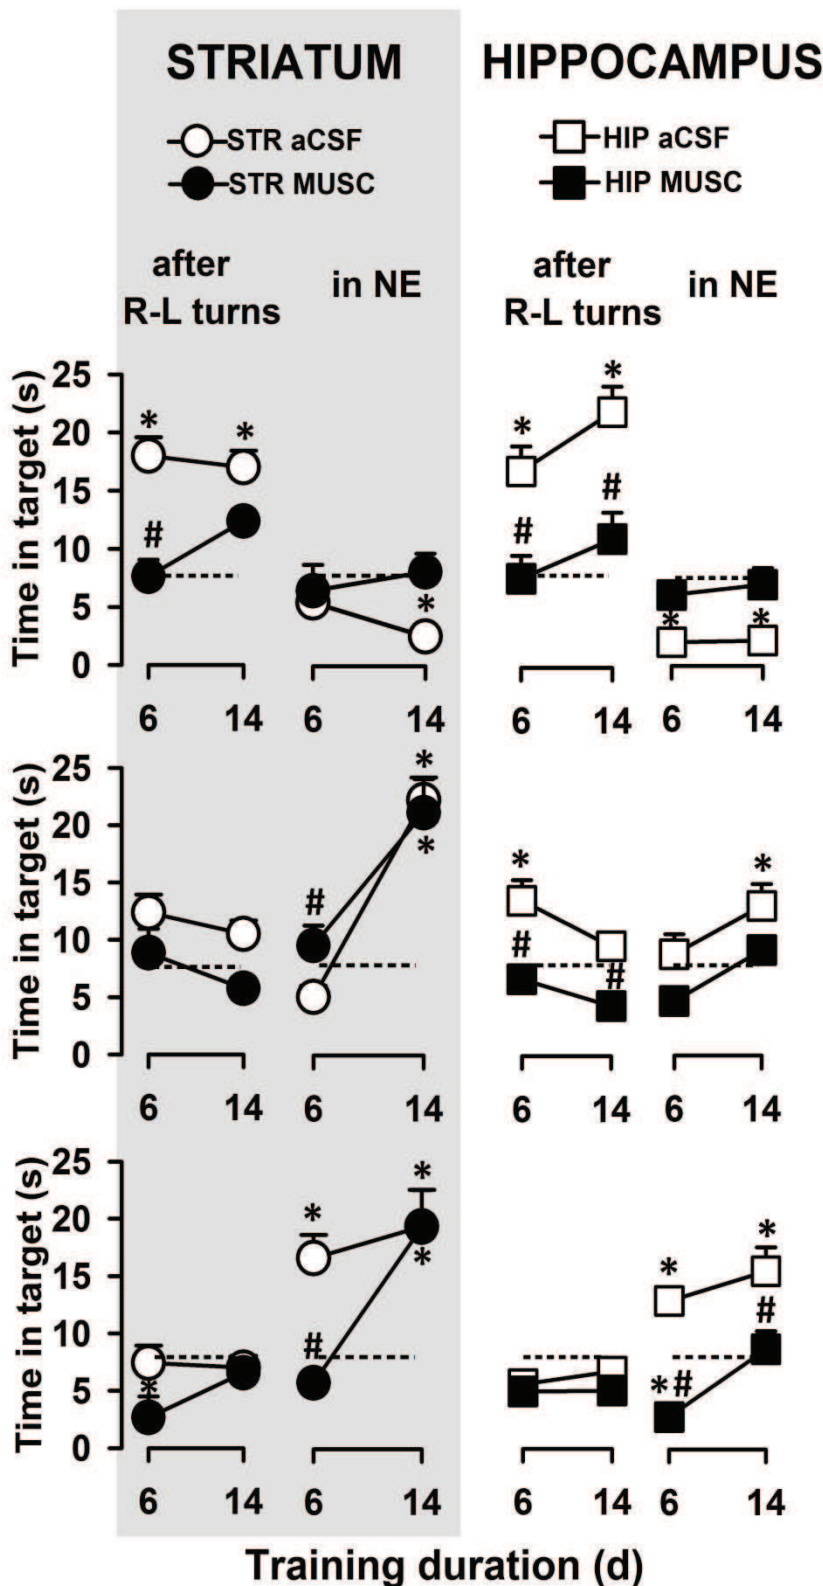 STRIATUM HIPPOCAMPUS
STR aCSF HIP aCSF
STR MUSC HIP MUSC
after in NE after in NE
R-L turns R-L turns
Time in target (s)
25
20
15
10
5
0
* * * *
# # #
* * *
6 14 6 14 6 14 6 14
Time in target (s)
25
20
15
10
5
0
*
*
# * *
# #
6 14 6 14 6 14 6 14
Time in target (s)
25
20
15
10
5
0
* * * *
*
* # * # #
6 14 6 14 6 14 6 14
Training duration (d)